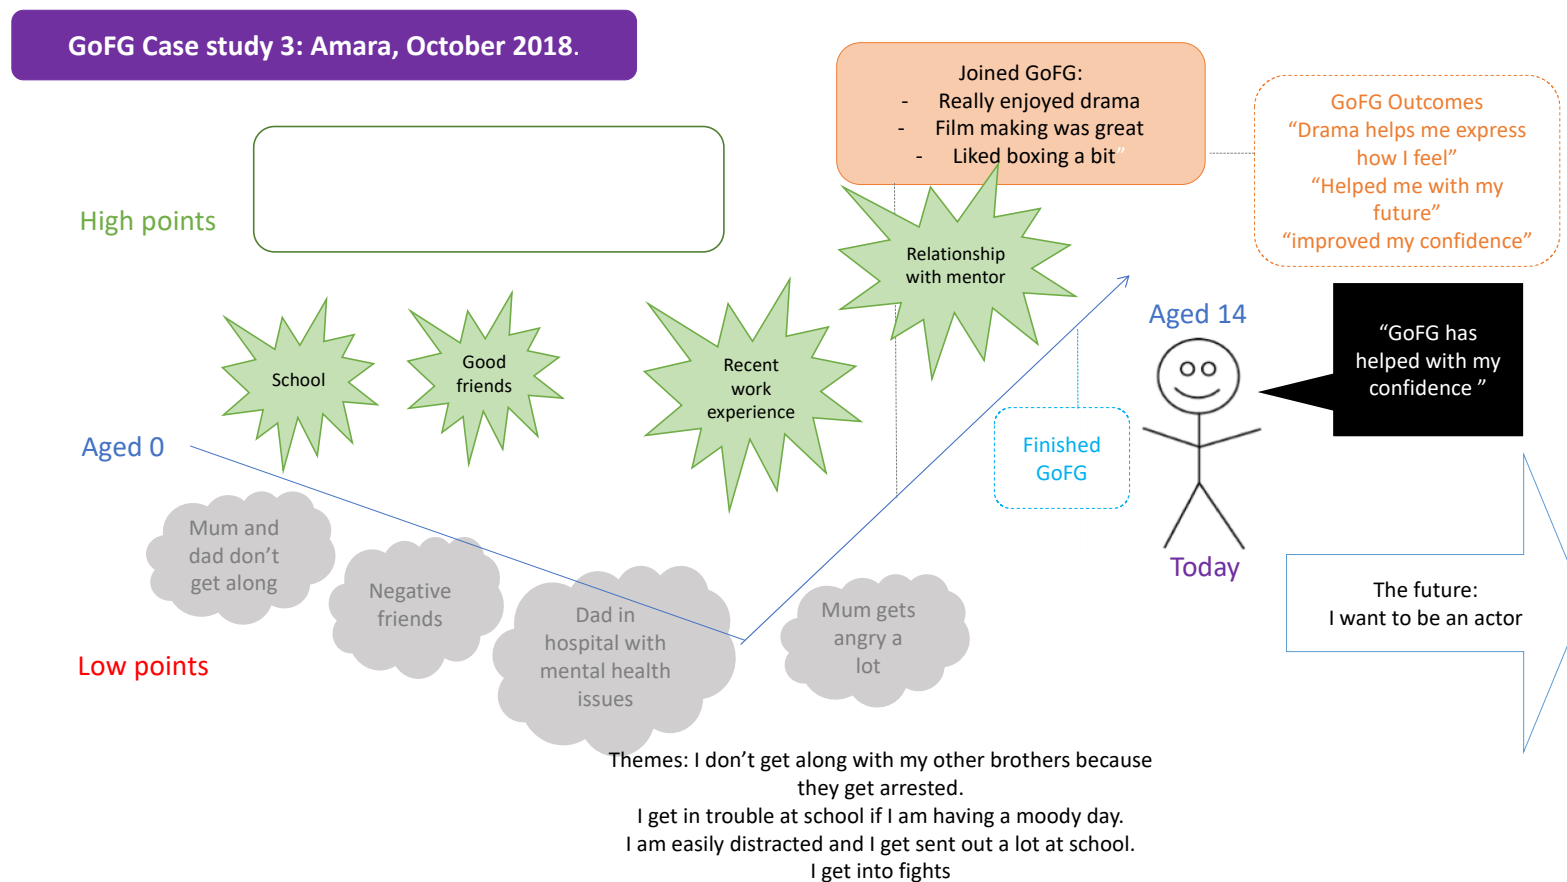 GoFG Case study 3: Amara, October 2018.
Joined GoFG:
- Really enjoyed drama
- Film making was great
- Liked boxing a bit”
GoFG Outcomes
“Drama helps me express
how I feel”
“Helped me with my
future”
“improved my confidence”
High points
Relationship
with mentor
Aged 14
“GoFG has
helped with my
confidence ”
School
Good
friends
Recent
work
experience
Aged 0
Finished
GoFG
Mum and
dad don’t
get along
Negative
friends
Dad in
hospital with
mental health
issues
Mum gets
angry a
lot
Today
The future:
I want to be an actor
Low points
Themes: I don’t get along with my other brothers because
they get arrested.
I get in trouble at school if I am having a moody day.
I am easily distracted and I get sent out a lot at school.
I get into fights